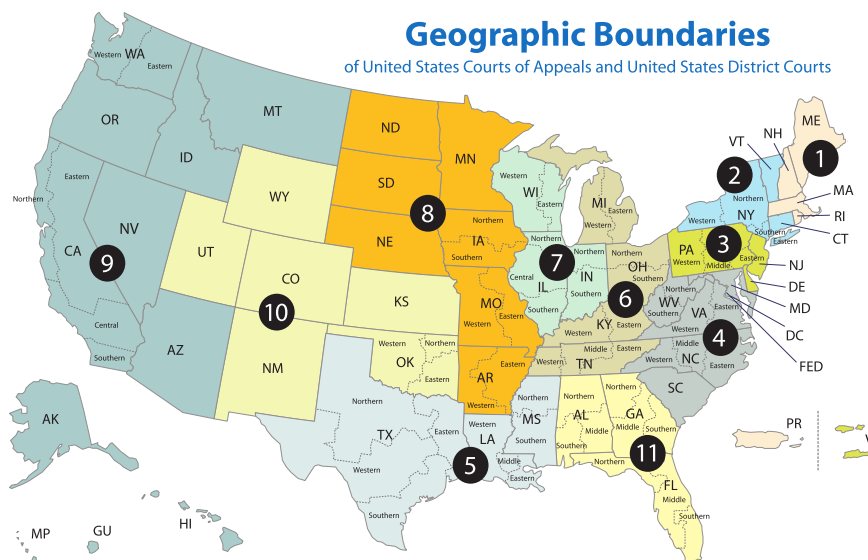 Geographic Boundaries
of United States Courts of Appeals and United States District Courts
WA
Western
Eastern
OR
ID
MT
Northern
Eastern
CA
NV
9
Central
Southern
AZ
AK
MP
GU
HI
WY
UT
CO
10
KS
NM
Western
Northern
OK
Eastern
ND
SD
8
NE
MN
Northern
IA
Southern
MO
Western
Eastern
AR
Eastern
Western
Northern
TX
Eastern
Western
Southern
5
Western
LA
Middle
Eastern
Northern
MS
Southern
Western
WI
Eastern
7
Northern
Central
IL
Southern
Northern
IN
Southern
MI
Eastern
Western
Northern
OH
Southern
6
KY
Western
Eastern
TN
Western
Middle
Eastern
Northern
AL
Middle
Southern
Northern
GA
Middle
Southern
11
Northern
FL
Middle
Southern
Northern
WV
Southern
VA
Eastern
Western
4
Middle
Western
NC
Eastern
SC
PA
3
Western
Middle
Eastern
2
Northern
NY
Western
Southern
Eastern
VT
NH
ME
1
MA
RI
CT
NJ
DE
MD
DC
FED
PR